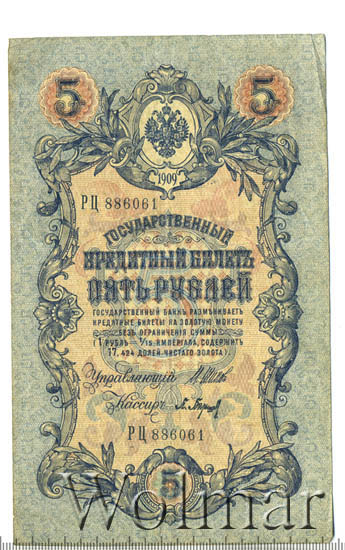 5 5
1909
РЦ 886061
ГОСУДАРСТВЕННЫЙ
КРЕДИТНЫЙ БИЛЕТЪ
ПЯТЬ РУБЛЕЙ
ГОСУДАРСТВЕННЫЙ БАНКЪ РАЗМѢНИВАЕТЪ
КРЕДИТНЫЕ БИЛЕТЫ НА ЗОЛОТУЮ МОНЕТУ
БЕЗЪ ОГРАНИЧЕНІЯ СУММЫ
(1 РУБЛЬ = 1/15 ИМПЕРІАЛА, СОДЕРЖИТЪ
17,424 ДОЛЕЙ ЧИСТАГО ЗОЛОТА).
Управляющій
Кассиръ
РЦ 886061
5
Wolmar